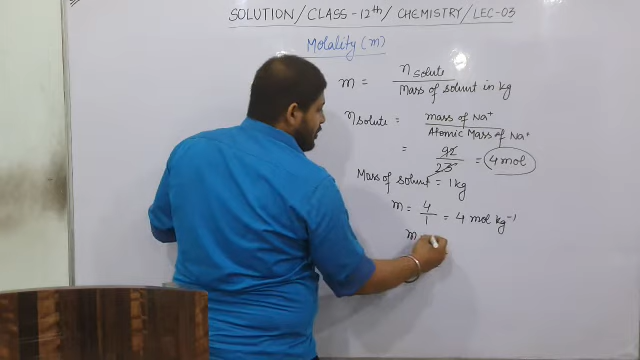 SOLUTION/CLASS-12th/CHEMISTRY/LEC-03
Molality (m)
m = n solute / Mass of solvent in kg
n solute = mass of Na+ / Atomic Mass of Na+
= 92 / 23 = 4 mol
Mass of solvent = 1 kg
m = 4 / 1 = 4 mol kg⁻¹
m